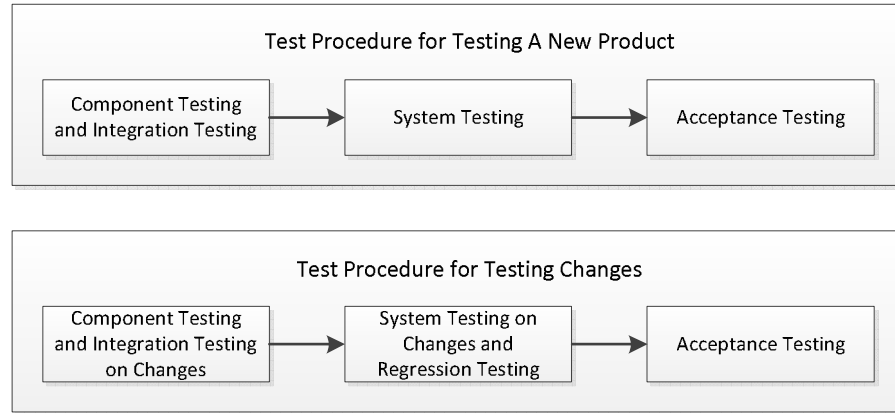 Test Procedure for Testing A New Product
Component Testing
and Integration Testing
System Testing
Acceptance Testing
Test Procedure for Testing Changes
Component Testing
and Integration Testing
on Changes
System Testing on
Changes and
Regression Testing
Acceptance Testing